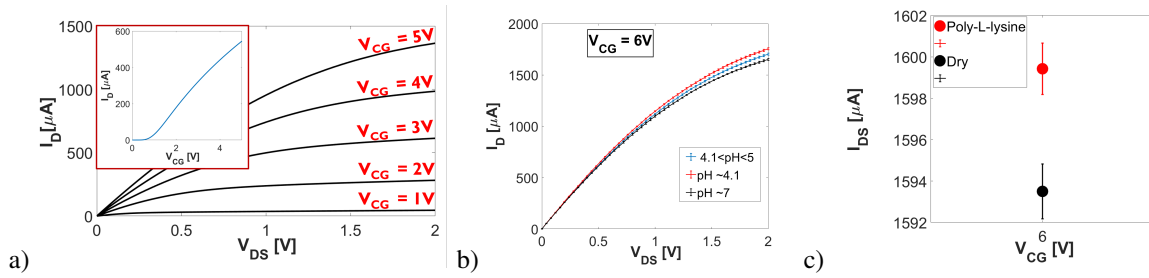 1500
1000
500
0
I_D [μA]
0
0.5
1
1.5
2
V_DS [V]
600
400
200
0
I_D [μA]
0
2
4
V_CG [V]
V_CG = 5V
V_CG = 4V
V_CG = 3V
V_CG = 2V
V_CG = 1V
a)
2000
1500
1000
500
0
I_D [μA]
0
0.5
1
1.5
2
V_DS [V]
V_CG = 6V
4.1<pH<5
pH ~4.1
pH ~7
b)
1602
1600
1598
1596
1594
1592
I_DS [μA]
Poly-L-lysine
Dry
6
V_CG [V]
c)